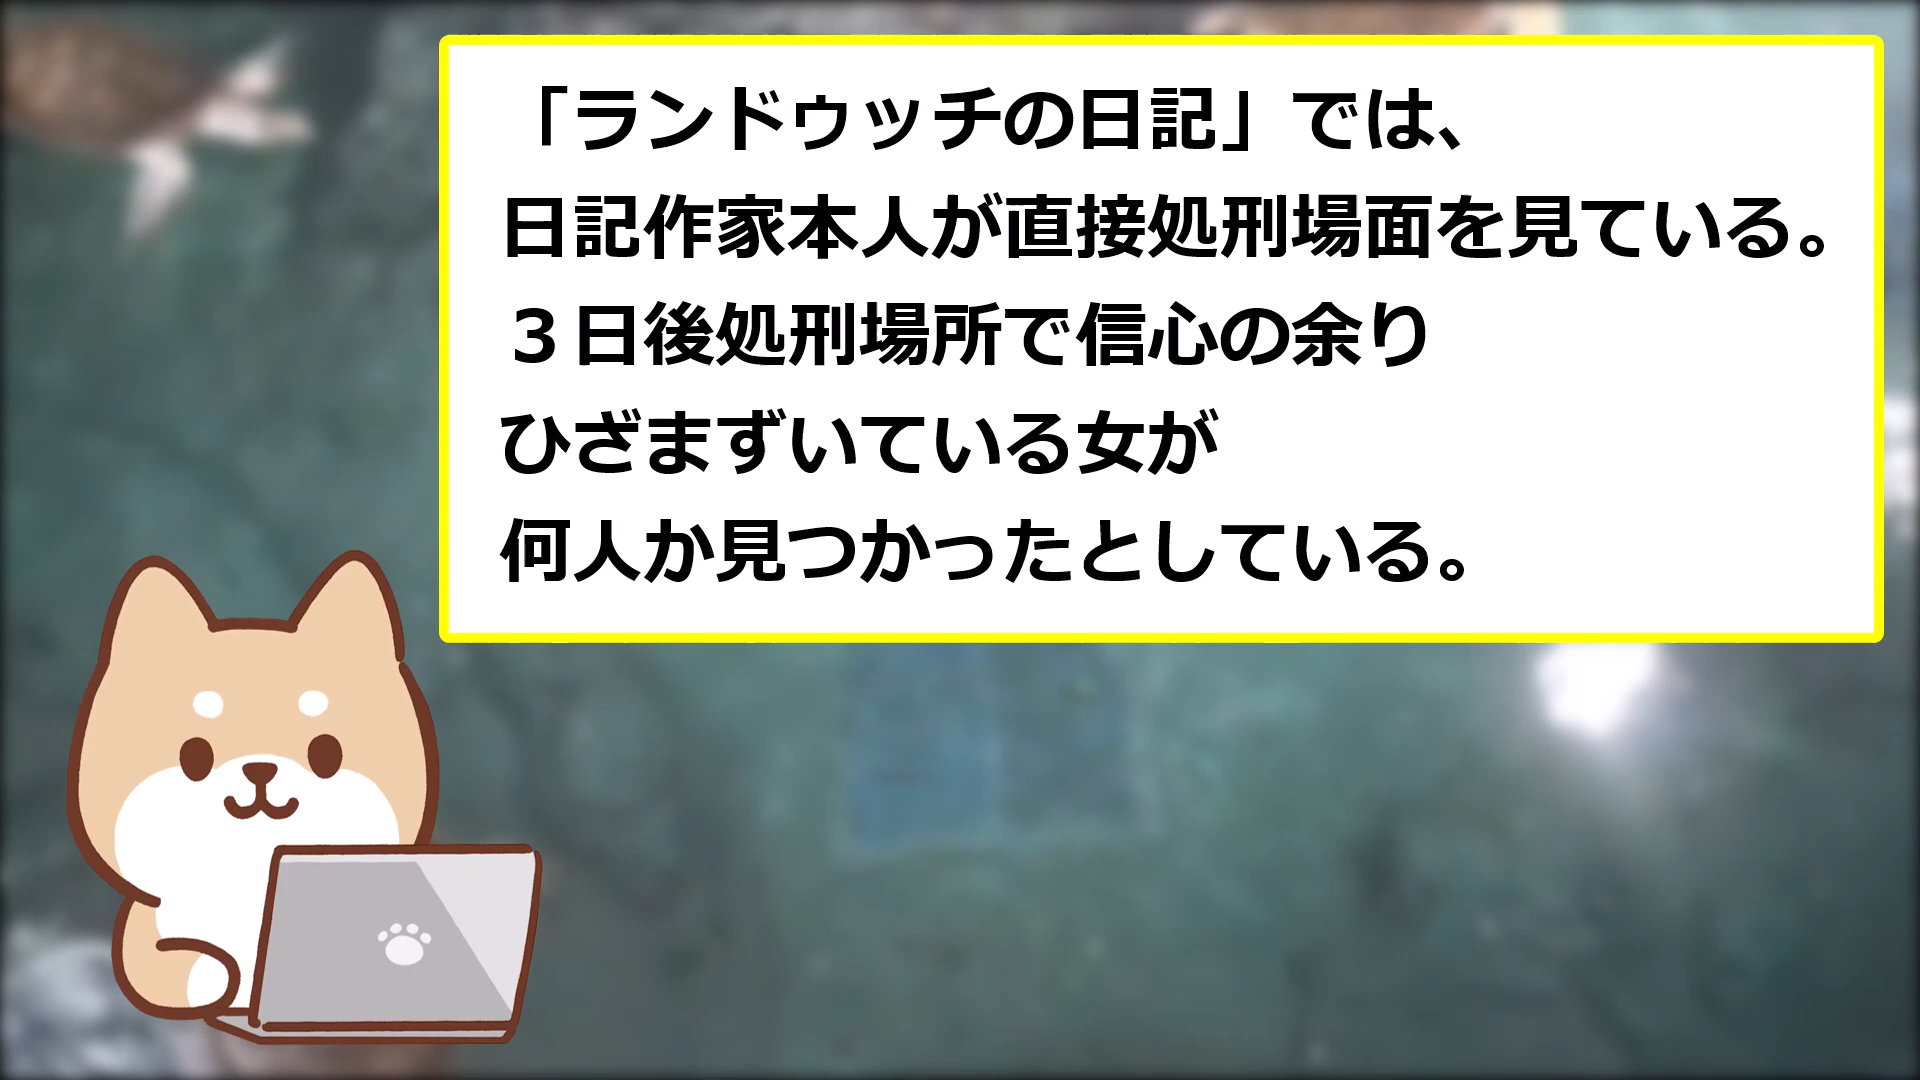 「ランドゥッチの日記」では、
日記作家本人が直接処刑場面を見ている。
３日後処刑場所で信心の余り
ひざまずいている女が
何人か見つかったとしている。